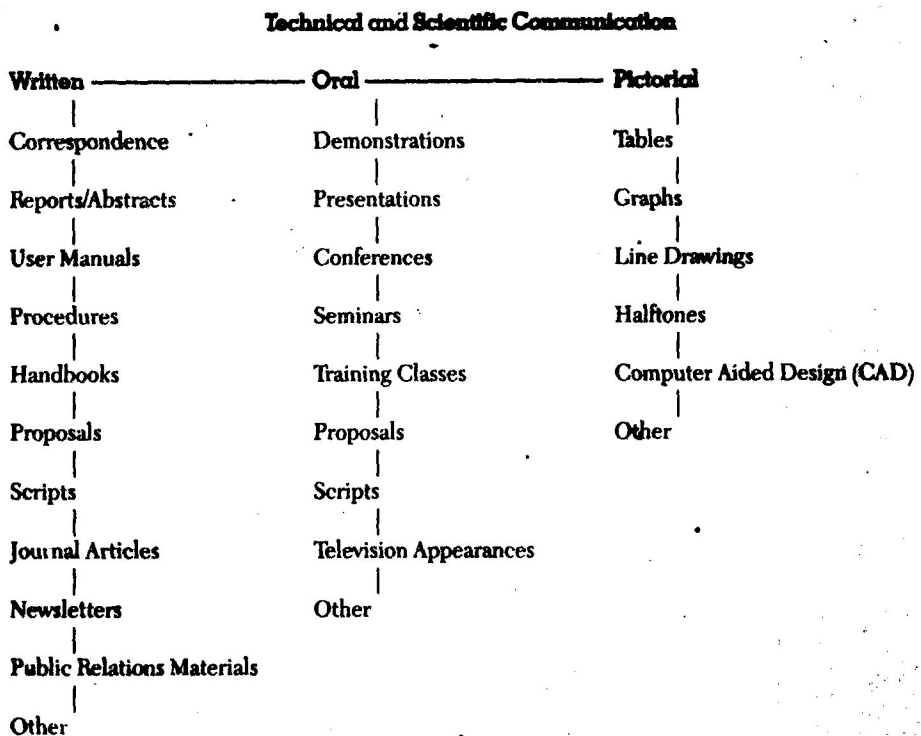 Technical and Scientific Communication
Written Oral Pictorial
Correspondence Demonstrations Tables
Reports/Abstracts Presentations Graphs
User Manuals Conferences Line Drawings
Procedures Seminars Halftones
Handbooks Training Classes Computer Aided Design (CAD)
Proposals Proposals Other
Scripts Scripts
Journal Articles Television Appearances
Newsletters Other
Public Relations Materials
Other